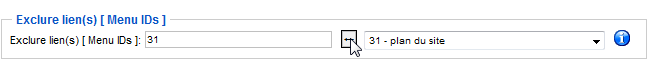 Exclure lien(s) [ Menu IDs ]
Exclure lien(s) [ Menu IDs ]: 31 31 - plan du site